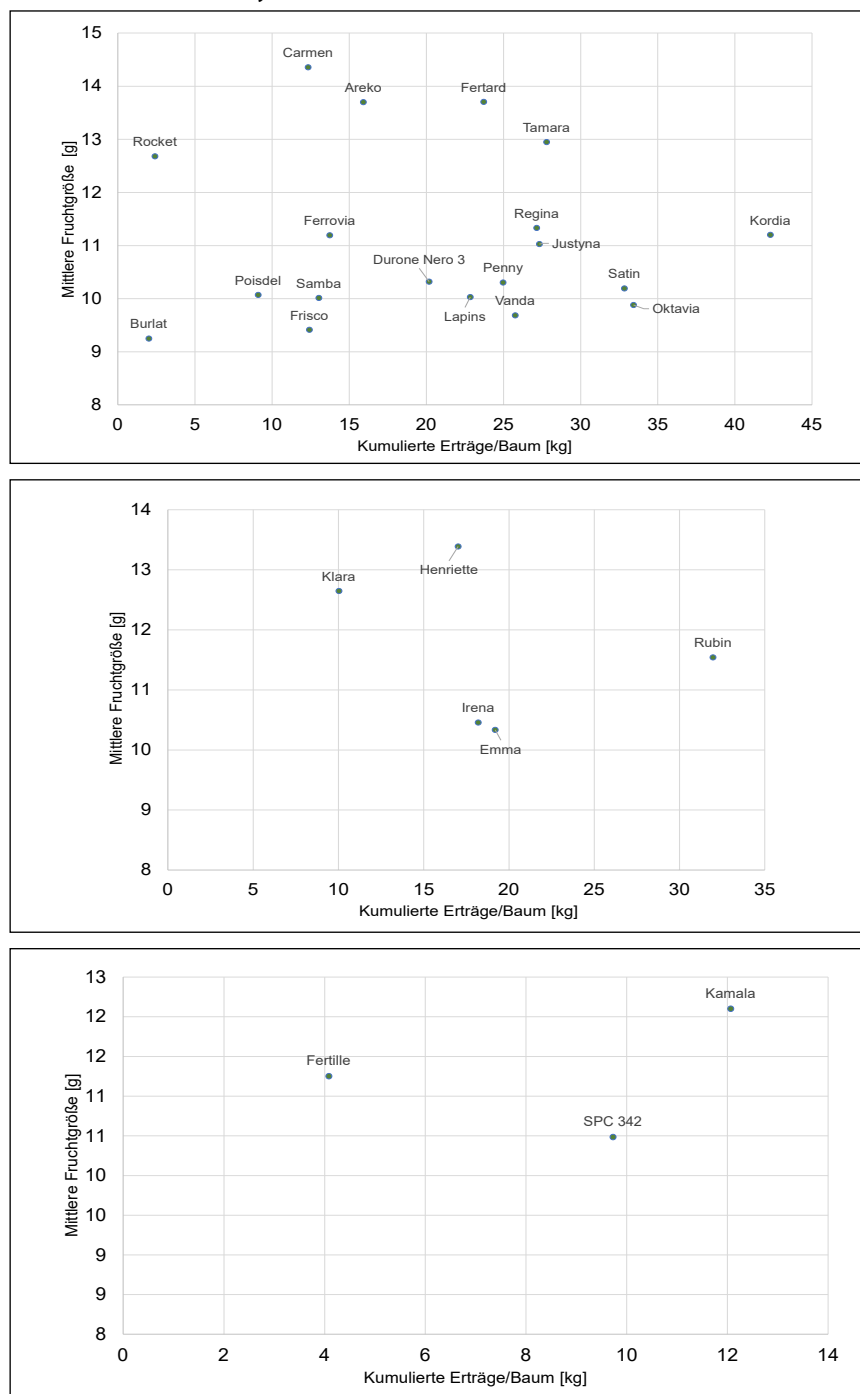 15
14
13
12
11
10
9
8
Mittlere Fruchtgröße [g]
Carmen
Areko
Fertard
Tamara
Rocket
Regina
Kordia
Ferrovia
Justyna
Durone Nero 3
Penny
Satin
Poisdel
Samba
Lapins
Vanda
Oktavia
Frisco
Burlat
0 5 10 15 20 25 30 35 40 45
Kumulierte Erträge/Baum [kg]
14
13
12
11
10
9
8
Mittlere Fruchtgröße [g]
Henriette
Klara
Rubin
Irena
Emma
0 5 10 15 20 25 30 35
Kumulierte Erträge/Baum [kg]
13
12
12
11
11
10
10
9
9
8
Mittlere Fruchtgröße [g]
Kamala
Fertille
SPC 342
0 2 4 6 8 10 12 14
Kumulierte Erträge/Baum [kg]